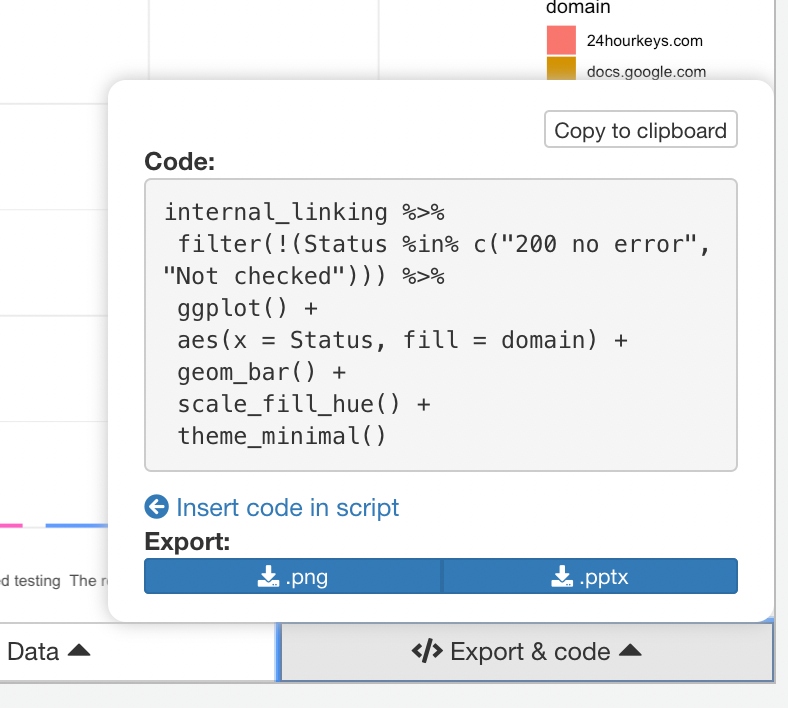 domain
24hourkeys.com
docs.google.com
Copy to clipboard
Code:
internal_linking %>%
filter(!(Status %in% c("200 no error",
"Not checked"))) %>%
ggplot() +
aes(x = Status, fill = domain) +
geom_bar() +
scale_fill_hue() +
theme_minimal()
Insert code in script
Export:
.png .pptx
d testing The r
Data
</> Export & code